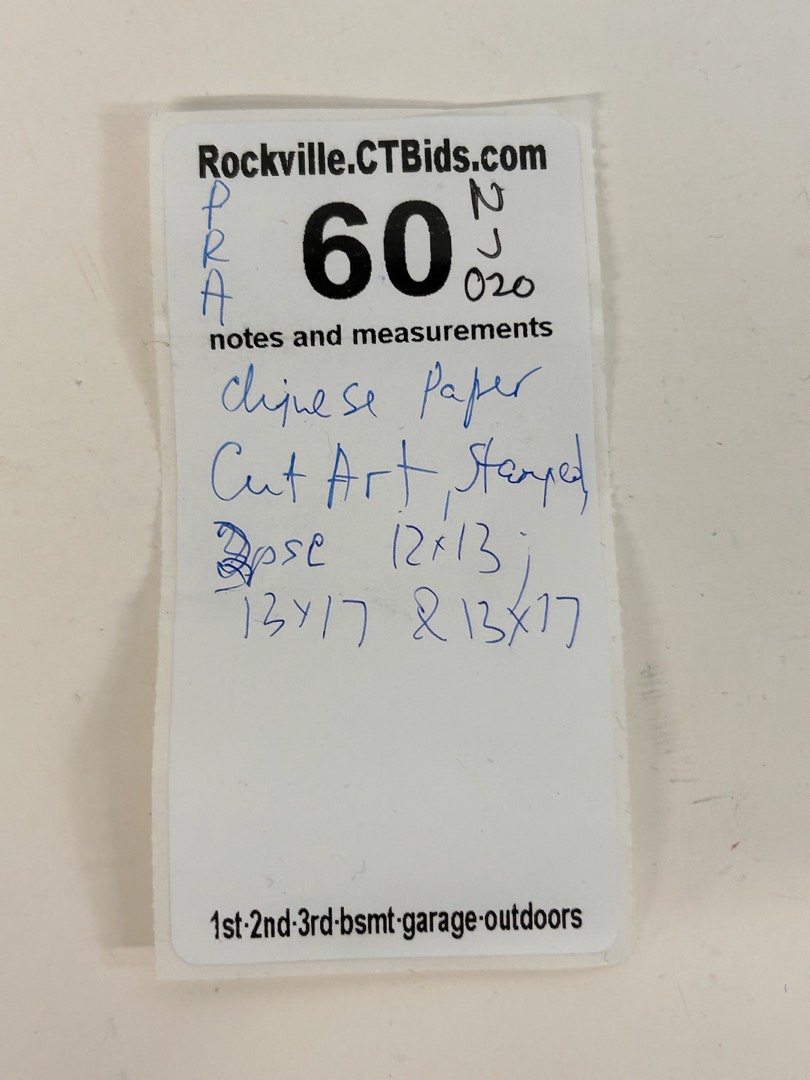 Rockville.CTBids.com
P
R
A
60
N
J
020
notes and measurements
Chinese Paper
Cut Art, Stamped,
3psc 12x13;
13x17 & 13x17
1st·2nd·3rd·bsmt·garage·outdoors